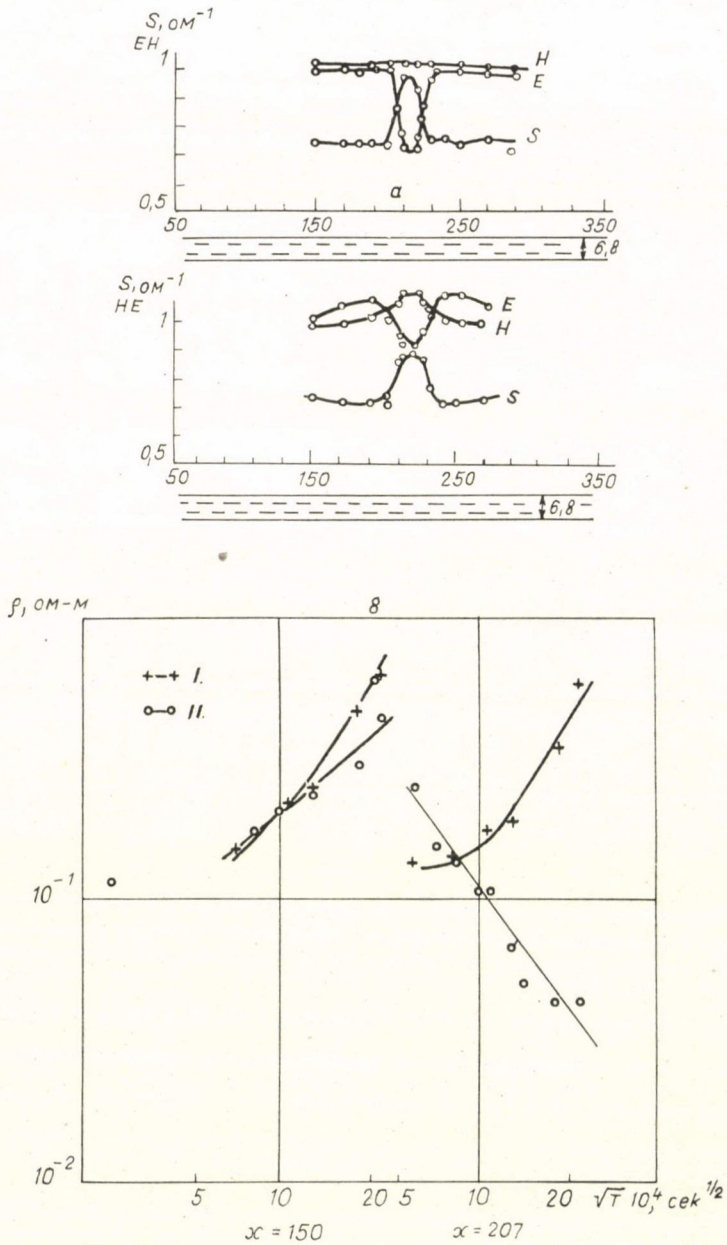 S, ОМ⁻¹
EH
1
H
E
S
а
0,5
50 150 250 350
6,8
S, ОМ⁻¹
HE
1
E
H
S
0,5
50 150 250 350
6,8
ρ, ОМ-М
8
+-+ I.
o-o II.
10⁻¹
10⁻²
5 10 20 5 10 20 √T 10,⁴ сек ¹/²
x = 150 x = 207